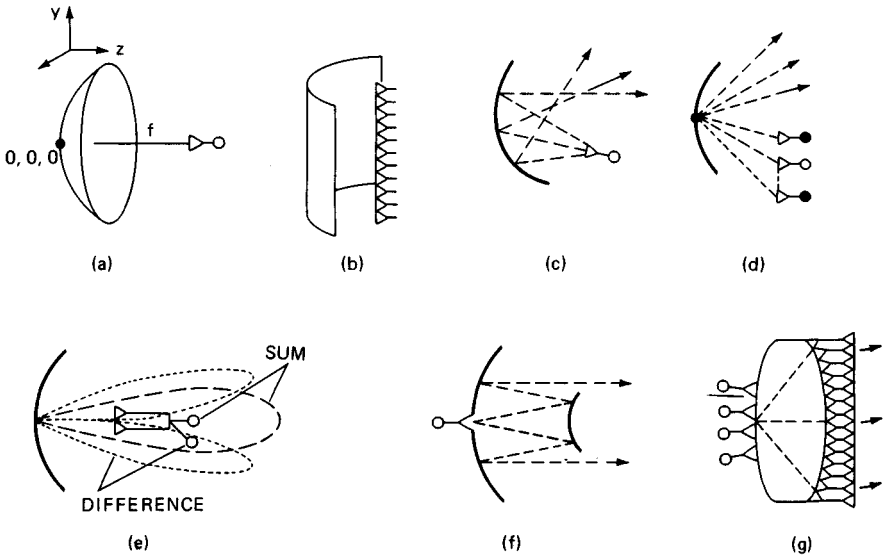 y
z
f
0, 0, 0
(a)
(b)
(c)
(d)
SUM
DIFFERENCE
(e)
(f)
(g)